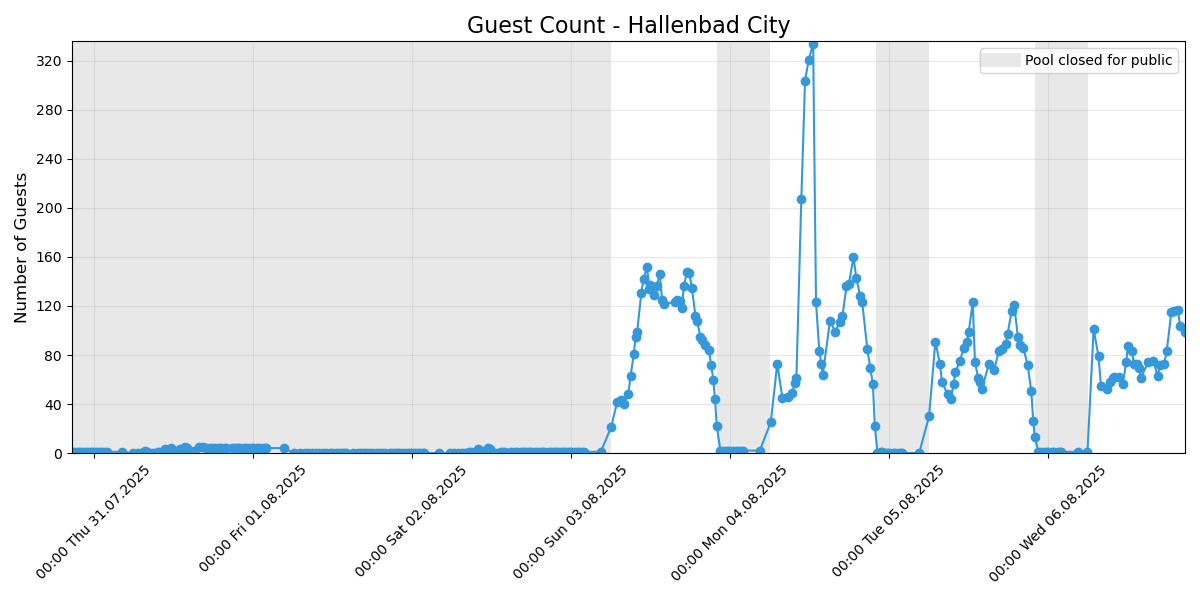 Guest Count - Hallenbad City
Pool closed for public
Number of Guests
320
280
240
200
160
120
80
40
0
00:00 Thu 31.07.2025
00:00 Fri 01.08.2025
00:00 Sat 02.08.2025
00:00 Sun 03.08.2025
00:00 Mon 04.08.2025
00:00 Tue 05.08.2025
00:00 Wed 06.08.2025